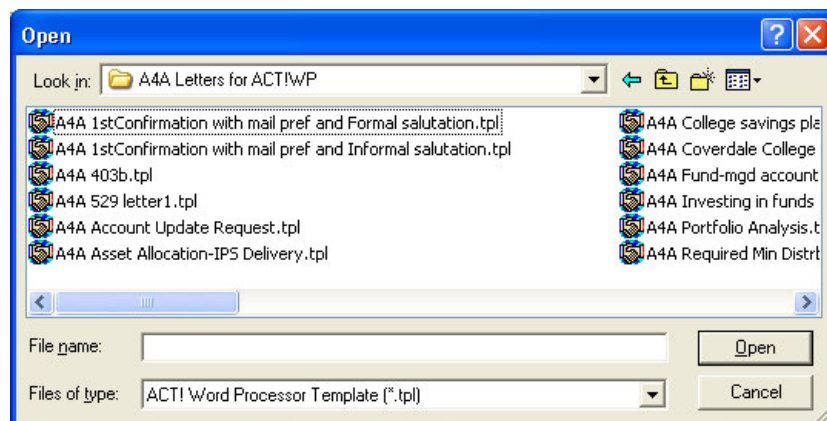 Open
Look in: A4A Letters for ACT!WP
A4A 1stConfirmation with mail pref and Formal salutation.tpl
A4A 1stConfirmation with mail pref and Informal salutation.tpl
A4A 403b.tpl
A4A 529 letter1.tpl
A4A Account Update Request.tpl
A4A Asset Allocation-IPS Delivery.tpl
A4A College savings pla
A4A Coverdale College
A4A Fund-mgd account
A4A Investing in funds
A4A Portfolio Analysis.t
A4A Required Min Distrt
File name:
Open
Files of type: ACT! Word Processor Template (*.tpl)
Cancel